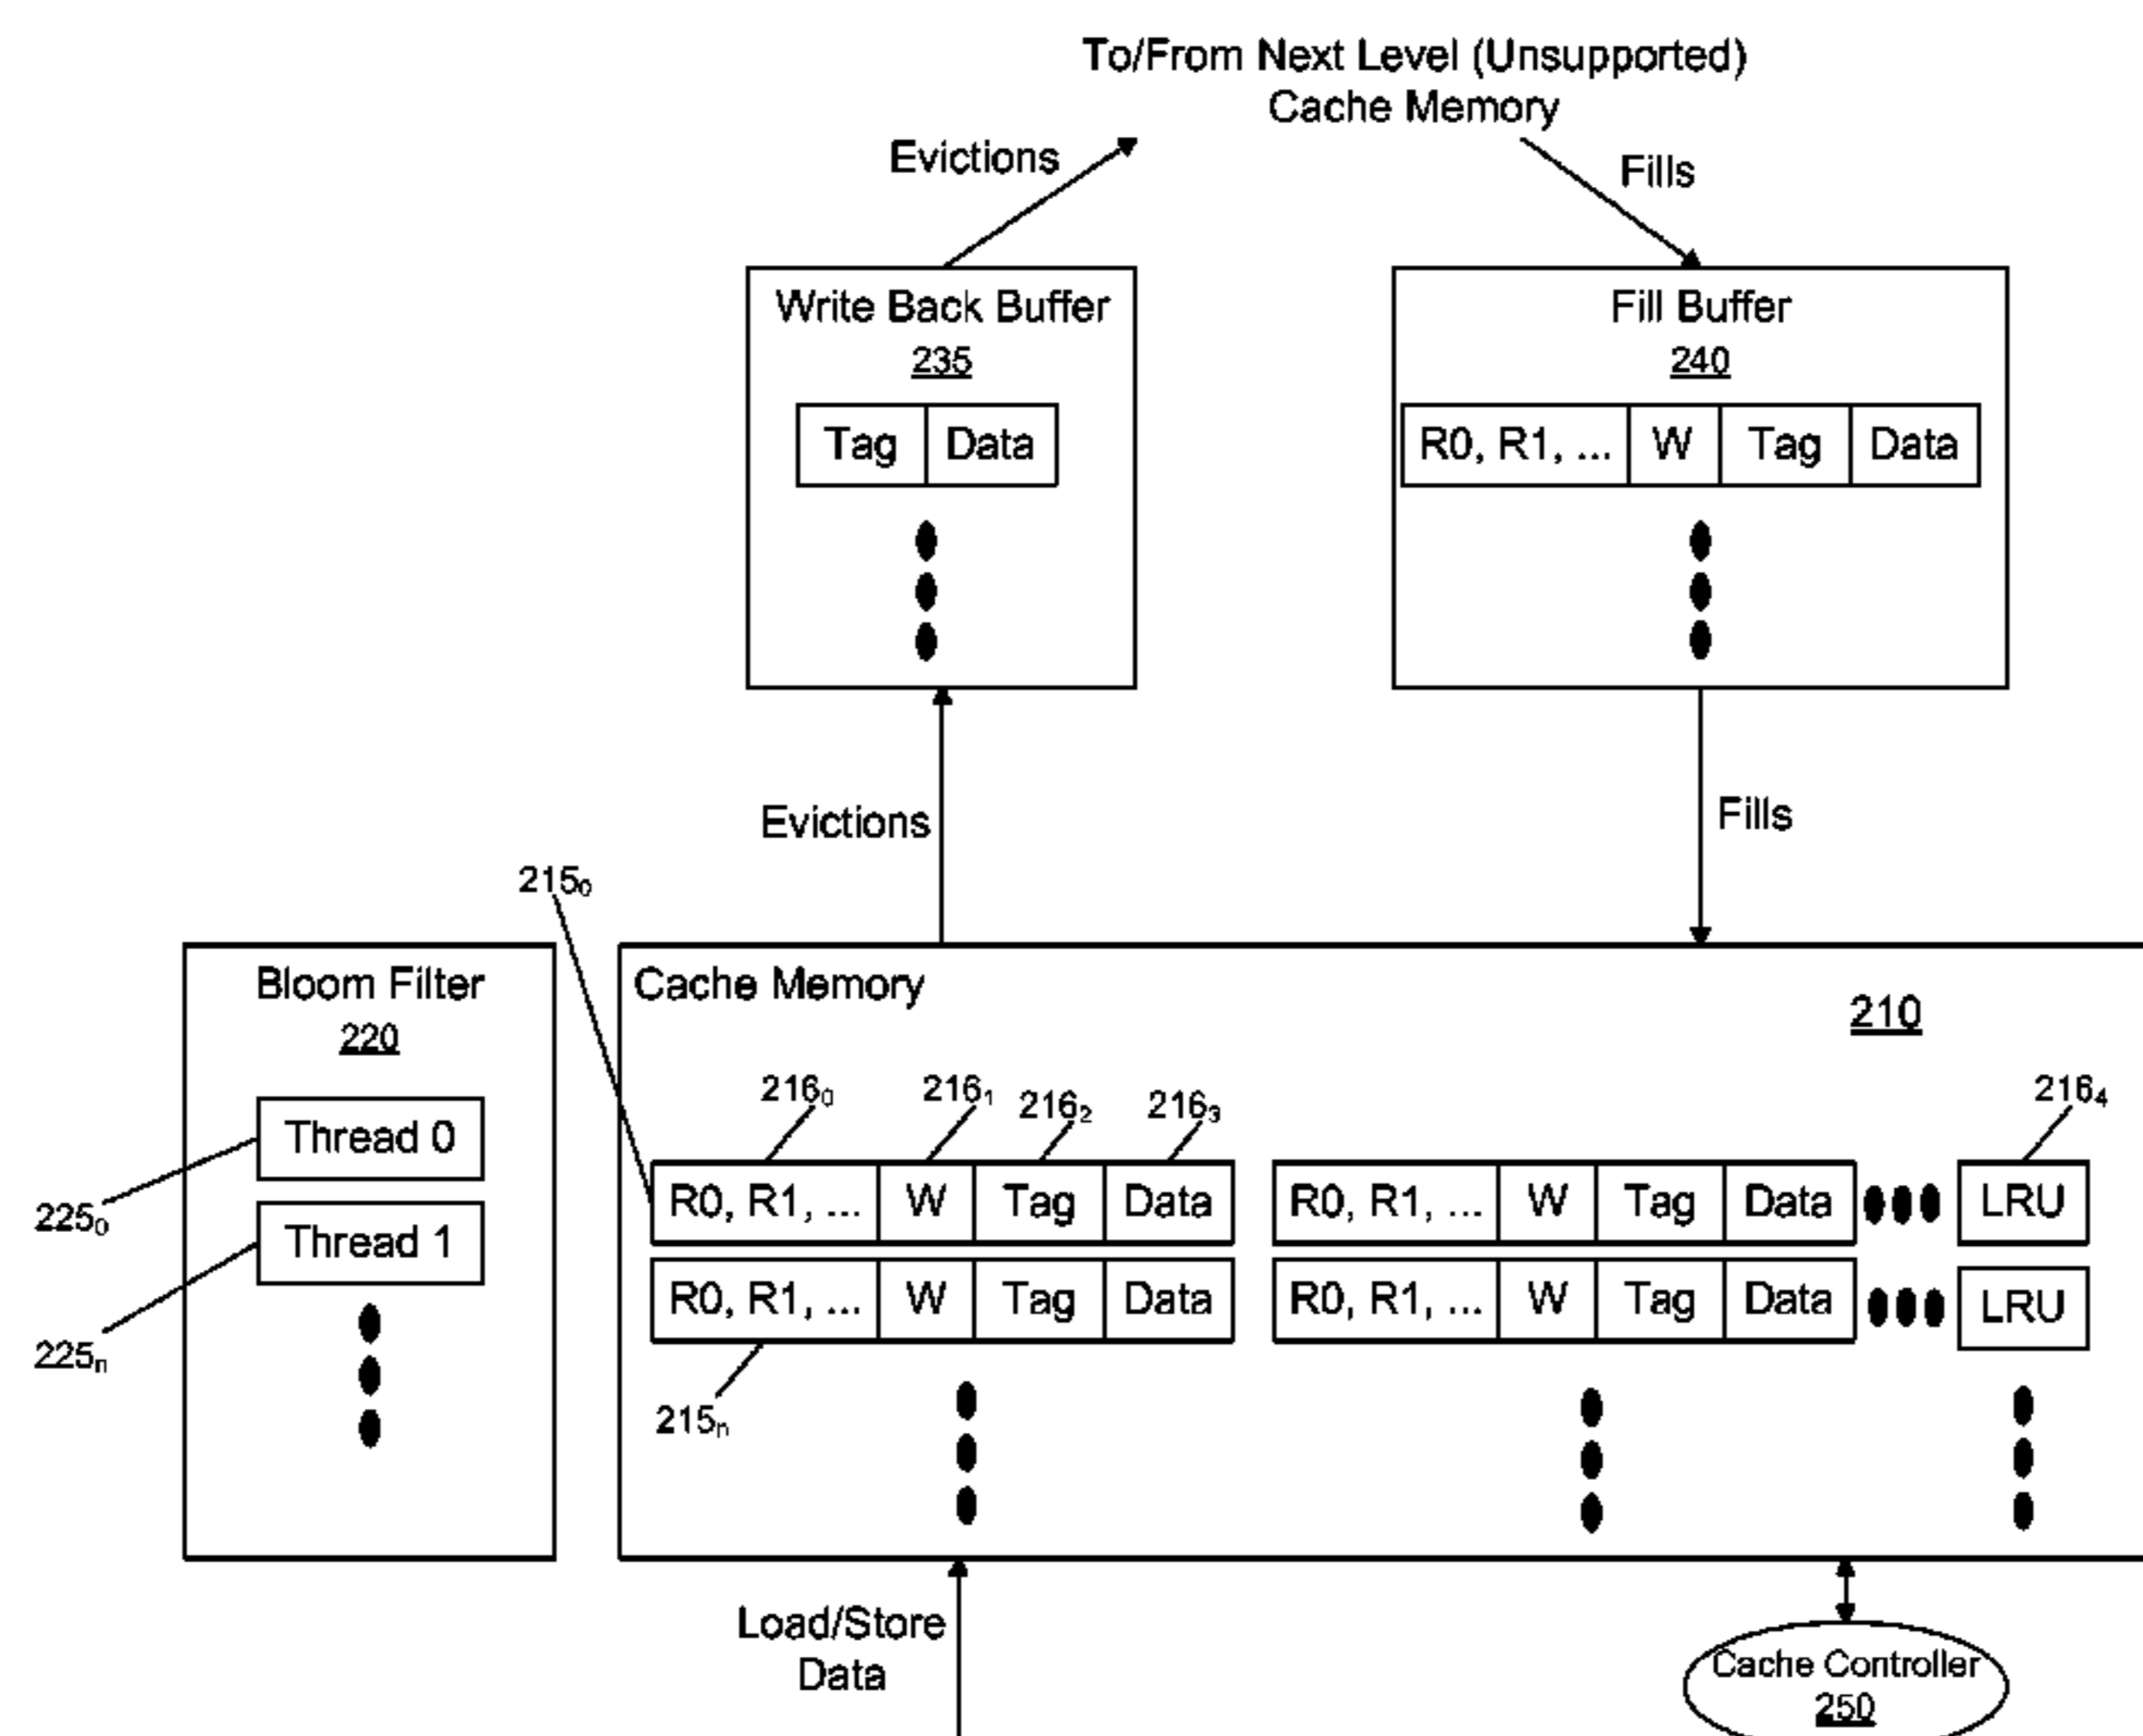 To/From Next Level (Unsupported)
Cache Memory
Evictions
Fills
Write Back Buffer
235
Tag Data
Fill Buffer
240
R0, R1, ... W Tag Data
Evictions
Fills
215₀
Bloom Filter
220
Thread 0
Thread 1
225₀
225ₙ
Cache Memory
210
216₀ 216₁ 216₂ 216₃ 216₄
R0, R1, ... W Tag Data R0, R1, ... W Tag Data LRU
R0, R1, ... W Tag Data R0, R1, ... W Tag Data LRU
215ₙ
Load/Store
Data
Cache Controller
250